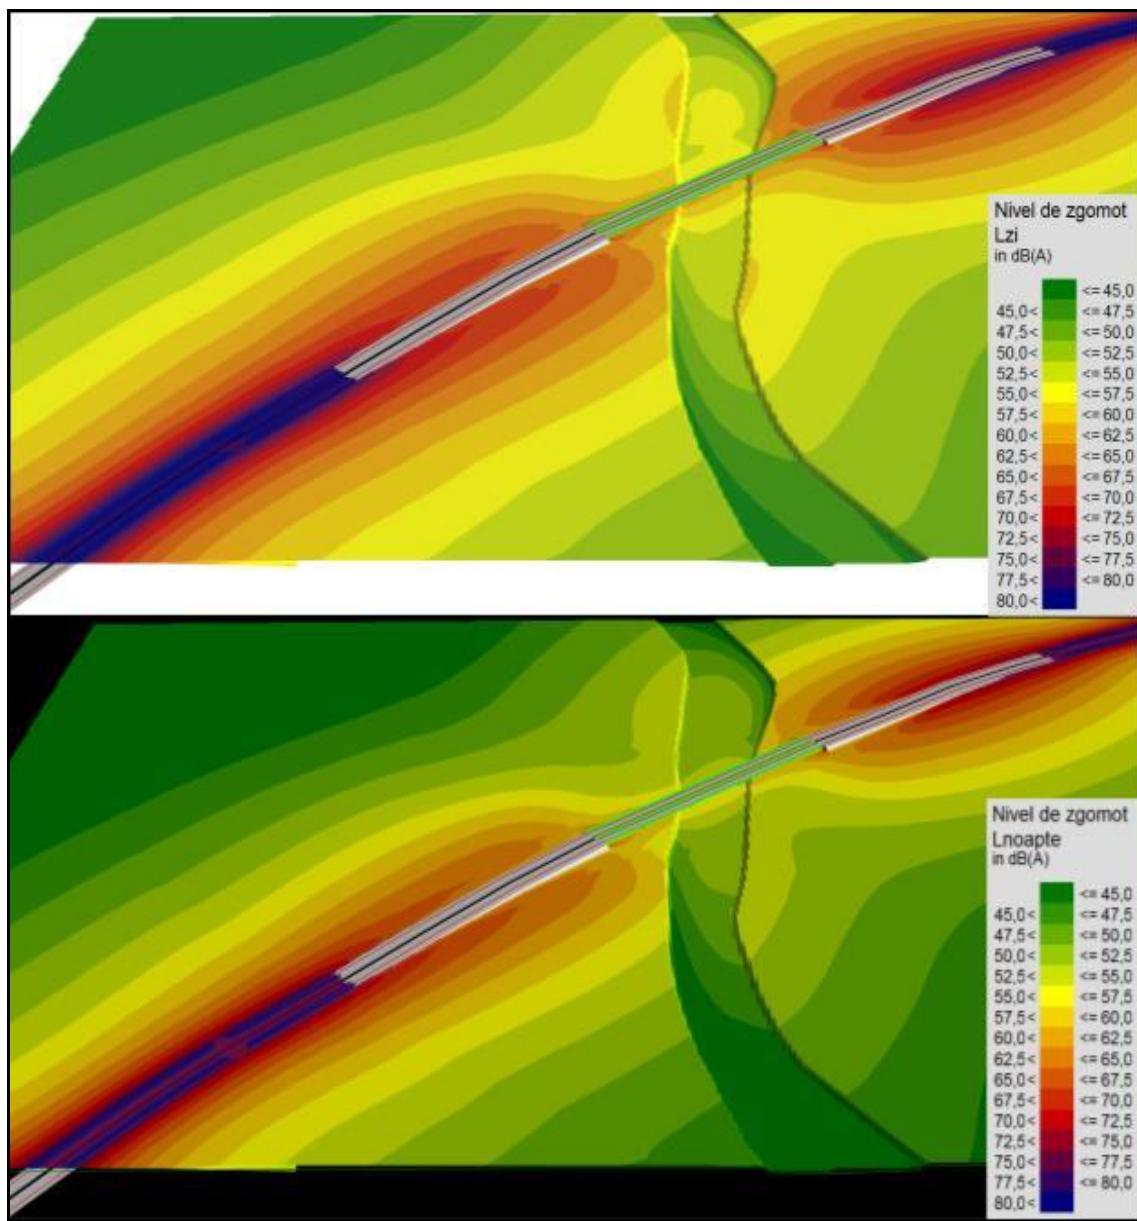 Nivel de zgomot
Lzi
in dB(A)
<= 45,0
45,0< <= 47,5
47,5< <= 50,0
50,0< <= 52,5
52,5< <= 55,0
55,0< <= 57,5
57,5< <= 60,0
60,0< <= 62,5
62,5< <= 65,0
65,0< <= 67,5
67,5< <= 70,0
70,0< <= 72,5
72,5< <= 75,0
75,0< <= 77,5
77,5< <= 80,0
80,0<
Nivel de zgomot
Lnoapte
in dB(A)
<= 45,0
45,0< <= 47,5
47,5< <= 50,0
50,0< <= 52,5
52,5< <= 55,0
55,0< <= 57,5
57,5< <= 60,0
60,0< <= 62,5
62,5< <= 65,0
65,0< <= 67,5
67,5< <= 70,0
70,0< <= 72,5
72,5< <= 75,0
75,0< <= 77,5
77,5< <= 80,0
80,0<